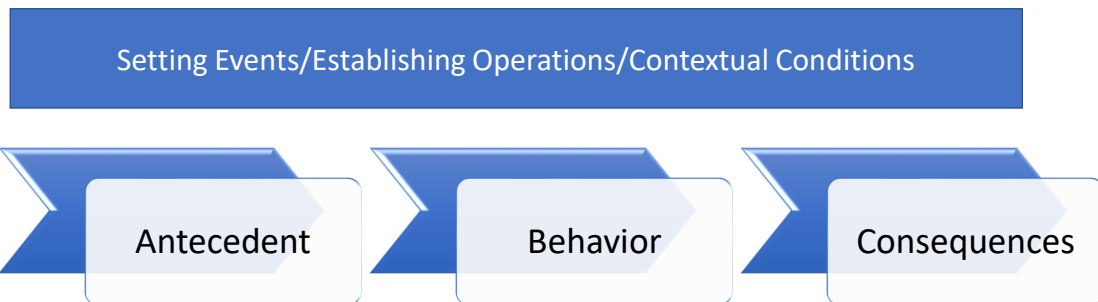 Setting Events/Establishing Operations/Contextual Conditions
Antecedent
Behavior
Consequences